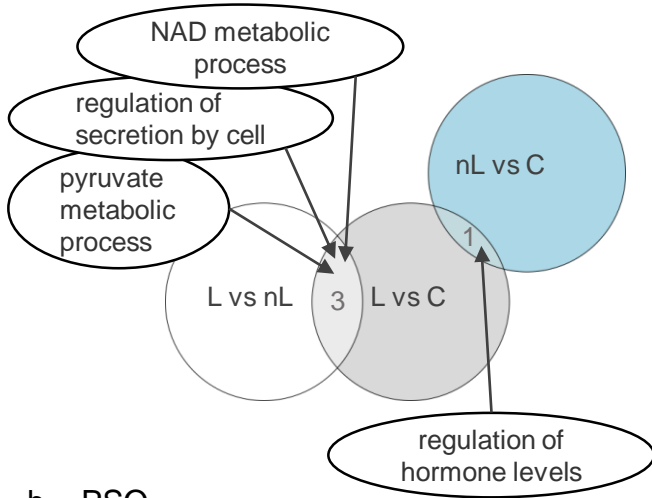 NAD metabolic
process
regulation of
secretion by cell
pyruvate
metabolic
process
nL vs C
1
L vs nL
3
L vs C
regulation of
hormone levels